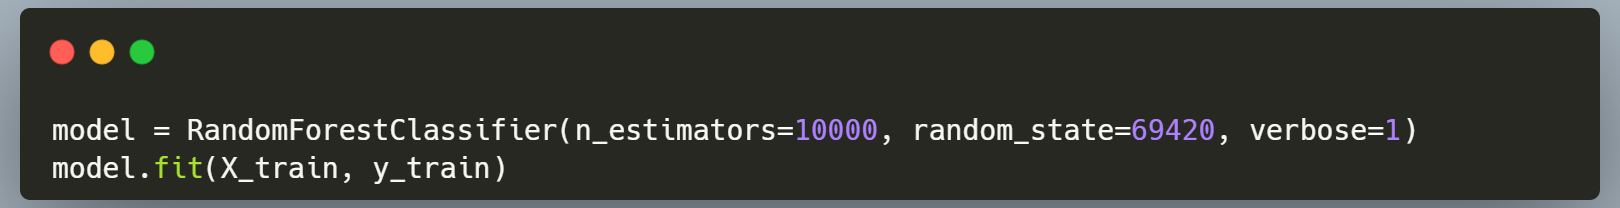 model = RandomForestClassifier(n_estimators=10000, random_state=69420, verbose=1)
model.fit(X_train, y_train)